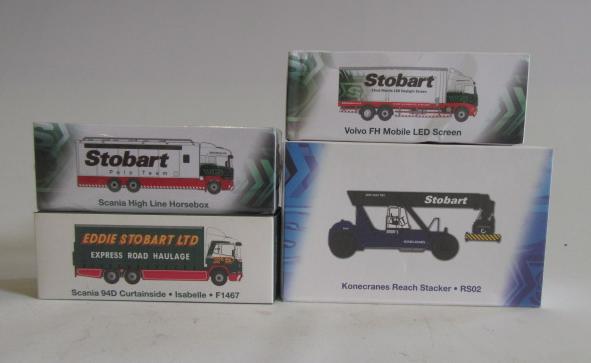 Stobart
Polo Team
Scania High Line Horsebox
EDDIE STOBART LTD
EXPRESS ROAD HAULAGE
Scania 94D Curtainside • Isabelle • F1467
Stobart
Volvo FH Mobile LED Screen
Stobart
Konecranes Reach Stacker • RS02